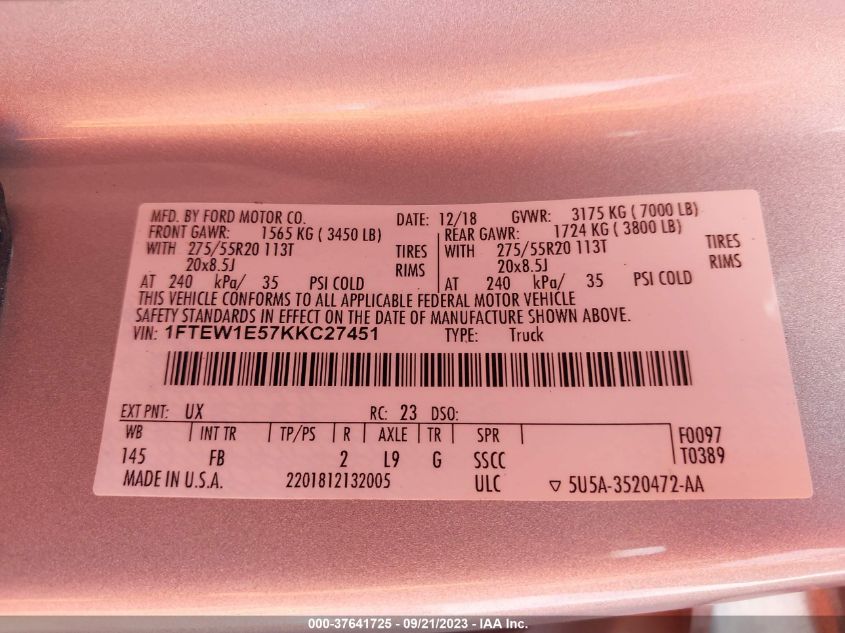 MFD. BY FORD MOTOR CO. DATE: 12/18 GVWR: 3175 KG ( 7000 LB)
FRONT GAWR: 1565 KG ( 3450 LB) REAR GAWR: 1724 KG ( 3800 LB)
WITH 275/55R20 113T TIRES WITH 275/55R20 113T TIRES
20x8.5J RIMS 20x8.5J RIMS
AT 240 kPa/ 35 PSI COLD AT 240 kPa/ 35 PSI COLD
THIS VEHICLE CONFORMS TO ALL APPLICABLE FEDERAL MOTOR VEHICLE
SAFETY STANDARDS IN EFFECT ON THE DATE OF MANUFACTURE SHOWN ABOVE.
VIN: 1FTEW1E57KKC27451 TYPE: Truck
EXT PNT: UX RC: 23 DSO:
WB INT TR TP/PS R AXLE TR SPR F0097
145 FB 2 L9 G SSCC T0389
MADE IN U.S.A. 2201812132005 ULC ▽ 5U5A-3520472-AA
000-37641725 - 09/21/2023 - IAA Inc.